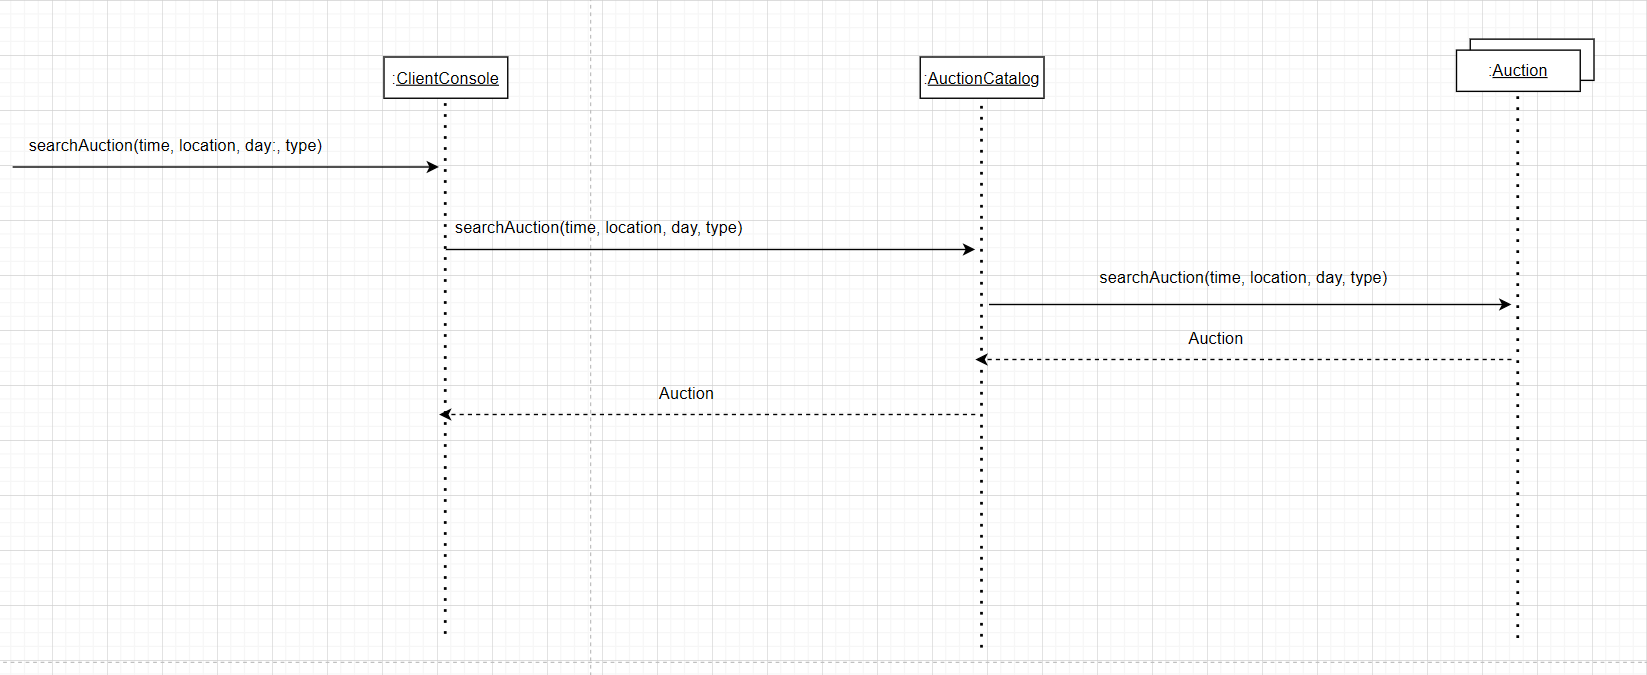 :ClientConsole
:AuctionCatalog
:Auction
searchAuction(time, location, day:, type)
searchAuction(time, location, day, type)
searchAuction(time, location, day, type)
Auction
Auction